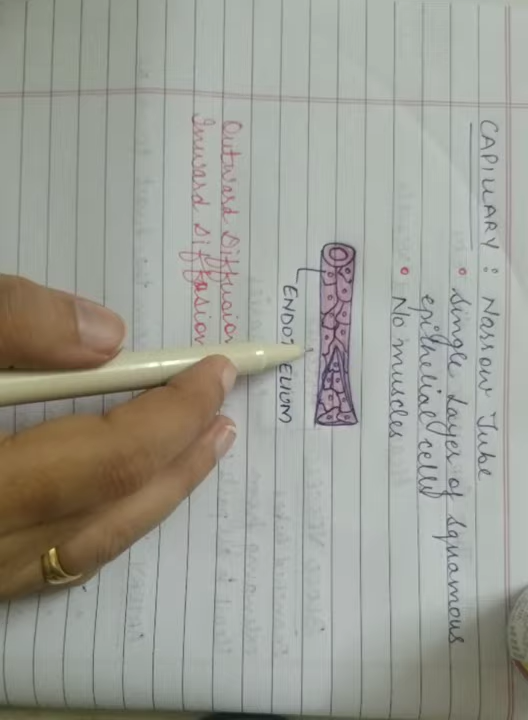 CAPILLARY : Narrow Tube
• Single Layer of Squamous
epithelial cells
• No muscles
ENDOTHELIUM
Outward Diffusion
Inward Diffusion